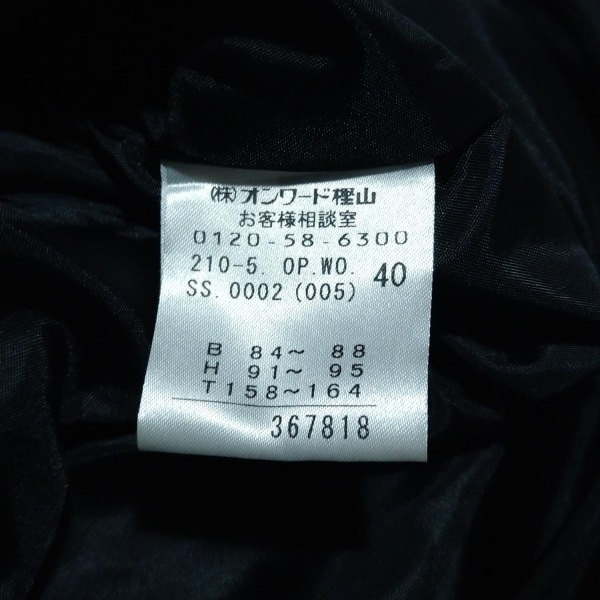 (株)オンワード樫山
お客様相談室
0120-58-6300
210-5. OP.WO. 40
SS.0002(005)
B 84～ 88
H 91～ 95
T 158～164
367818